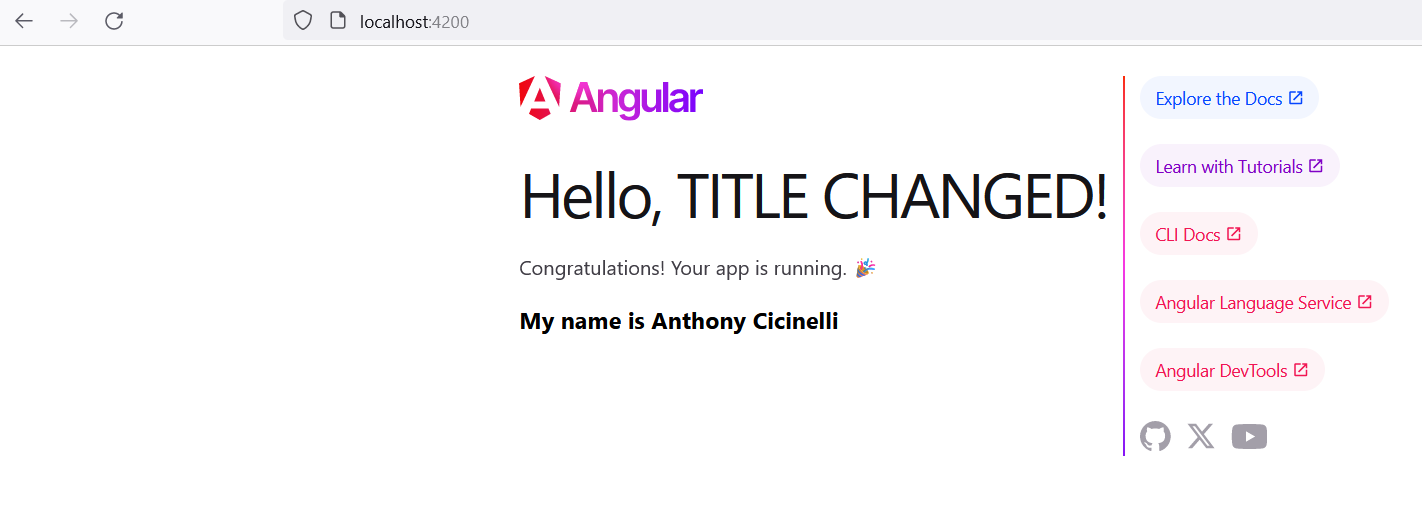 localhost:4200
Angular
Hello, TITLE CHANGED!
Congratulations! Your app is running. 🎉
My name is Anthony Cicinelli
Explore the Docs
Learn with Tutorials
CLI Docs
Angular Language Service
Angular DevTools